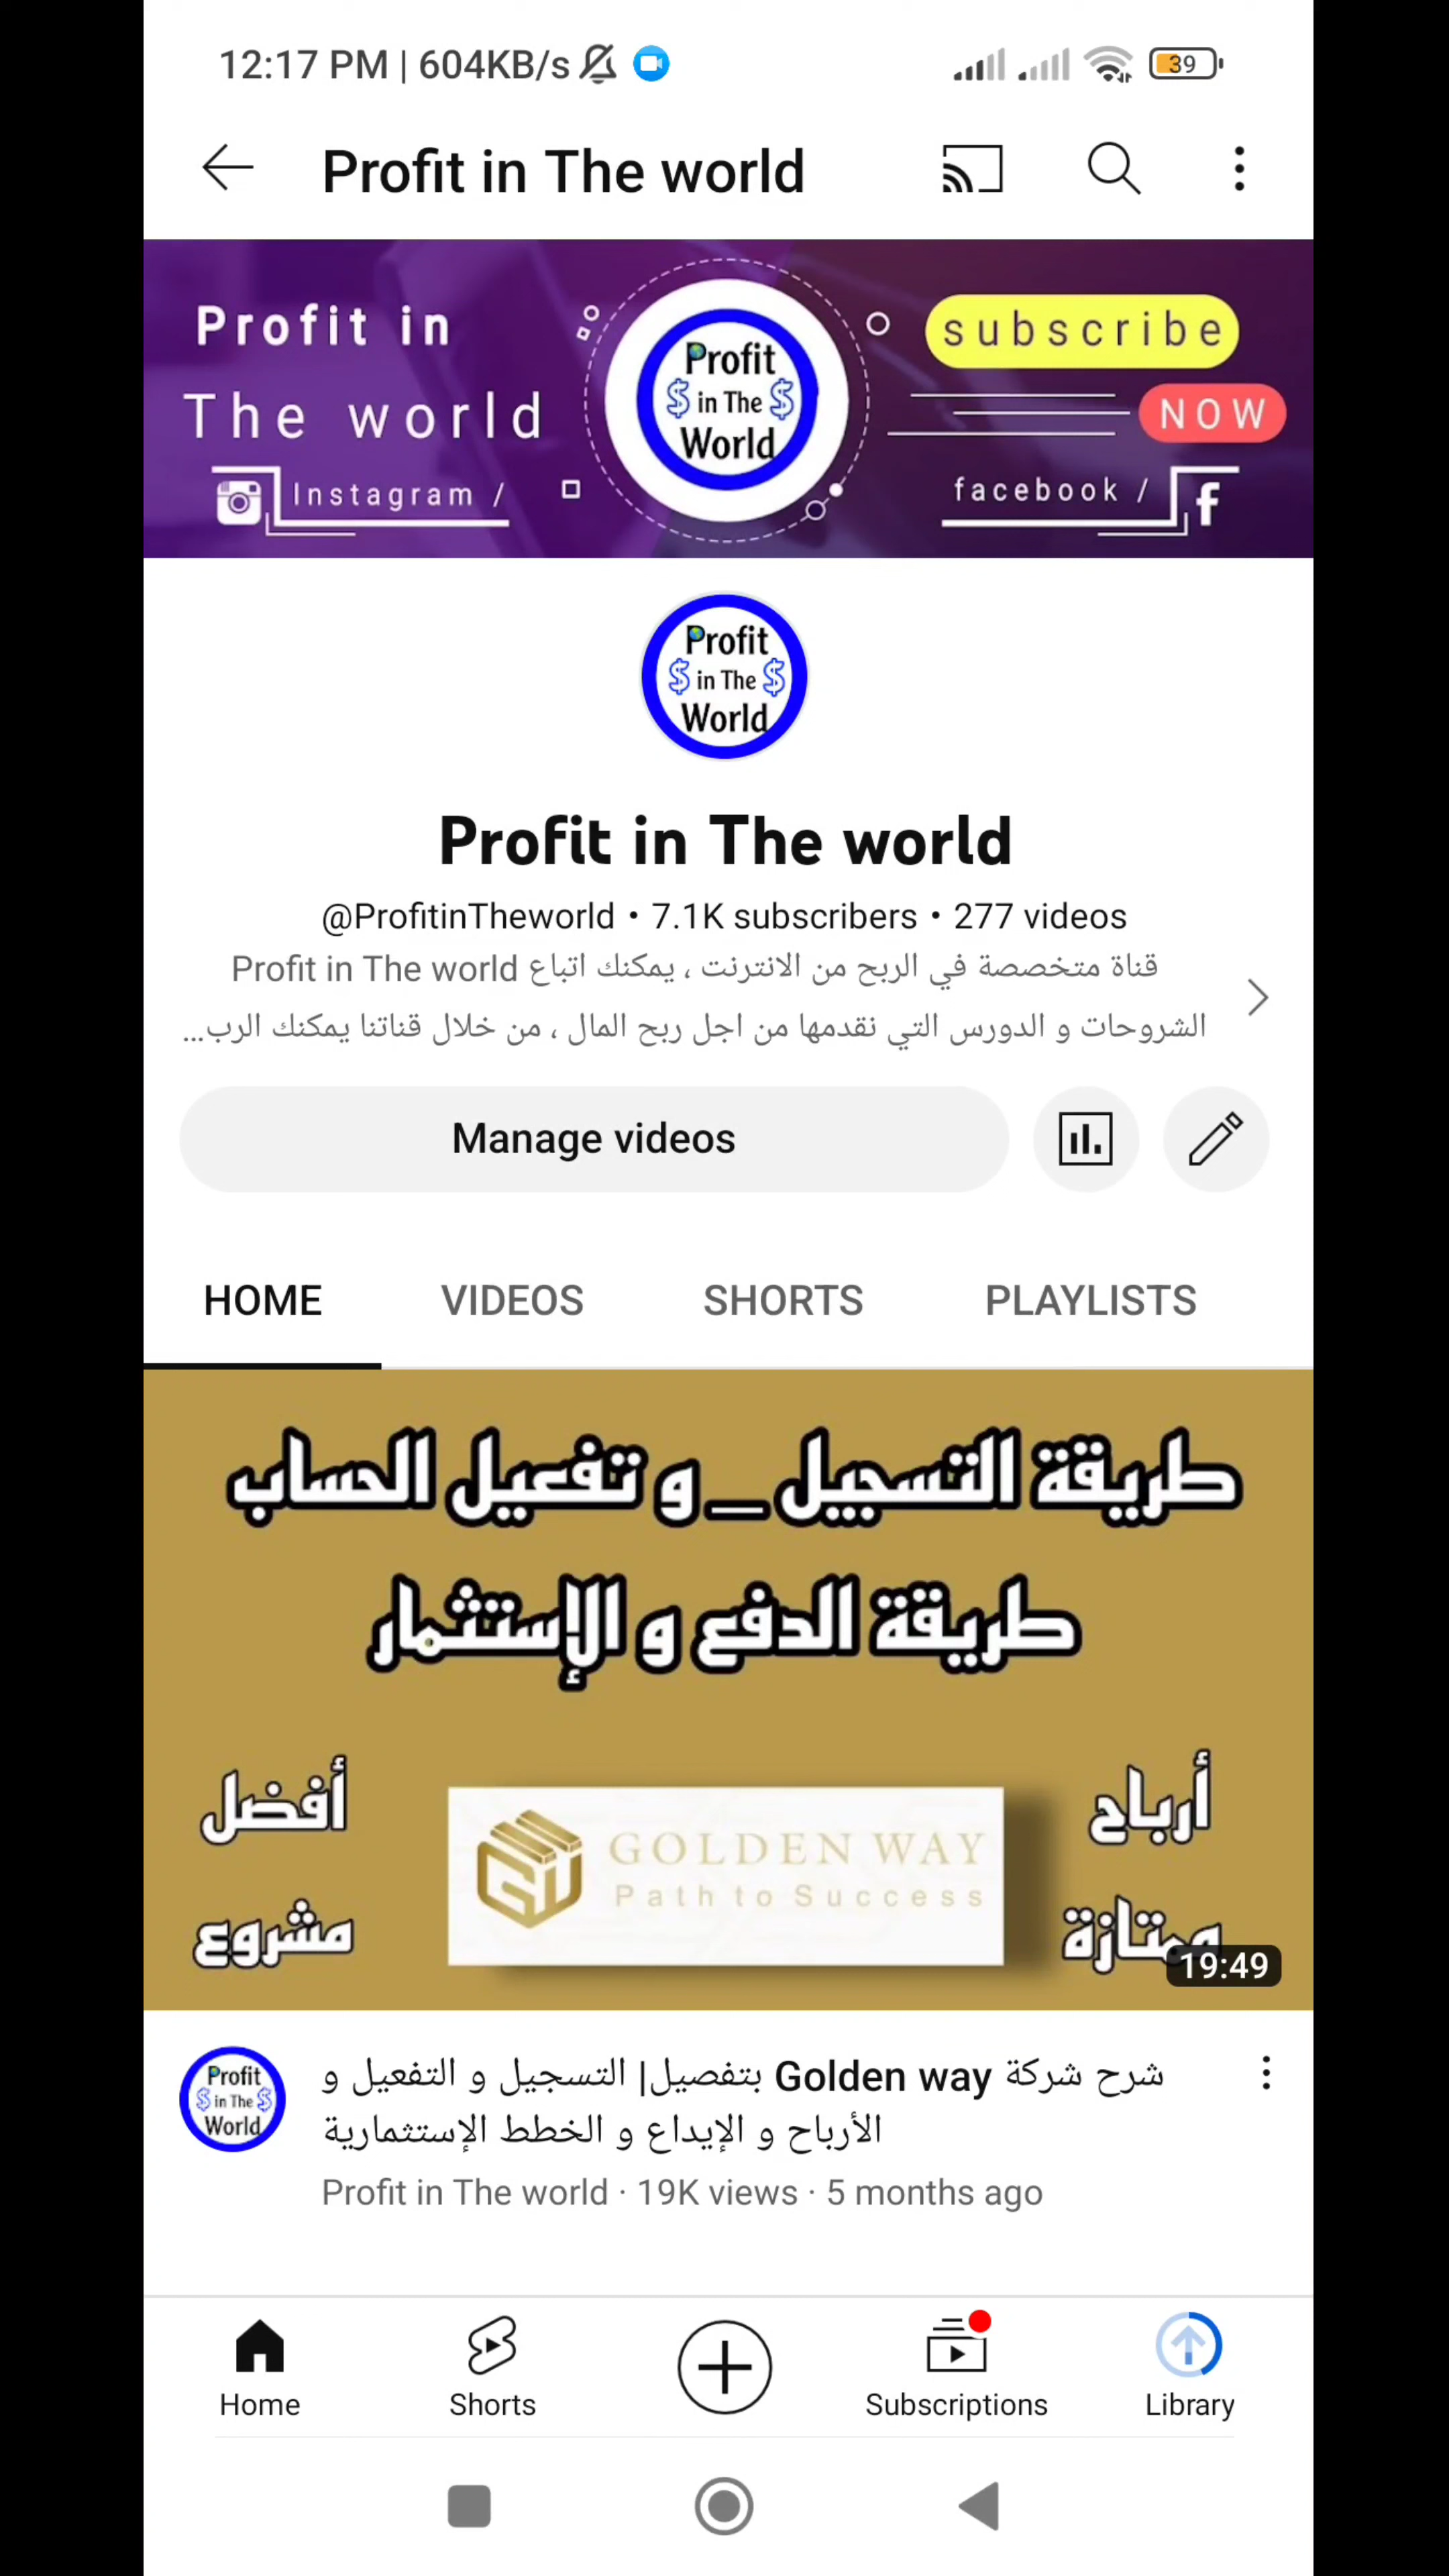 12:17 PM | 604KB/s
39
Profit in The world
Profit in
The world
Instagram /
Profit
$ in The $
World
subscribe
NOW
facebook /
Profit
$ in The $
World
Profit in The world
@ProfitinTheworld • 7.1K subscribers • 277 videos
Profit in The world قناة متخصصة في الربح من الانترنت ، يمكنك اتباع
الشروحات و الدورس التي نقدمها من اجل ربح المال ، من خلال قناتنا يمكنك الرب...
Manage videos
HOME VIDEOS SHORTS PLAYLISTS
طريقة التسجيل _ و تفعيل الحساب
طريقة الدفع و الإستثمار
أرباح
ممتازة
أفضل
مشروع
GOLDEN WAY
Path to Success
19:49
Profit
$ in The $
World
شرح شركة Golden way بتفصيل| التسجيل و التفعيل و
الأرباح و الإيداع و الخطط الإستثمارية
Profit in The world · 19K views · 5 months ago
Home Shorts Subscriptions Library